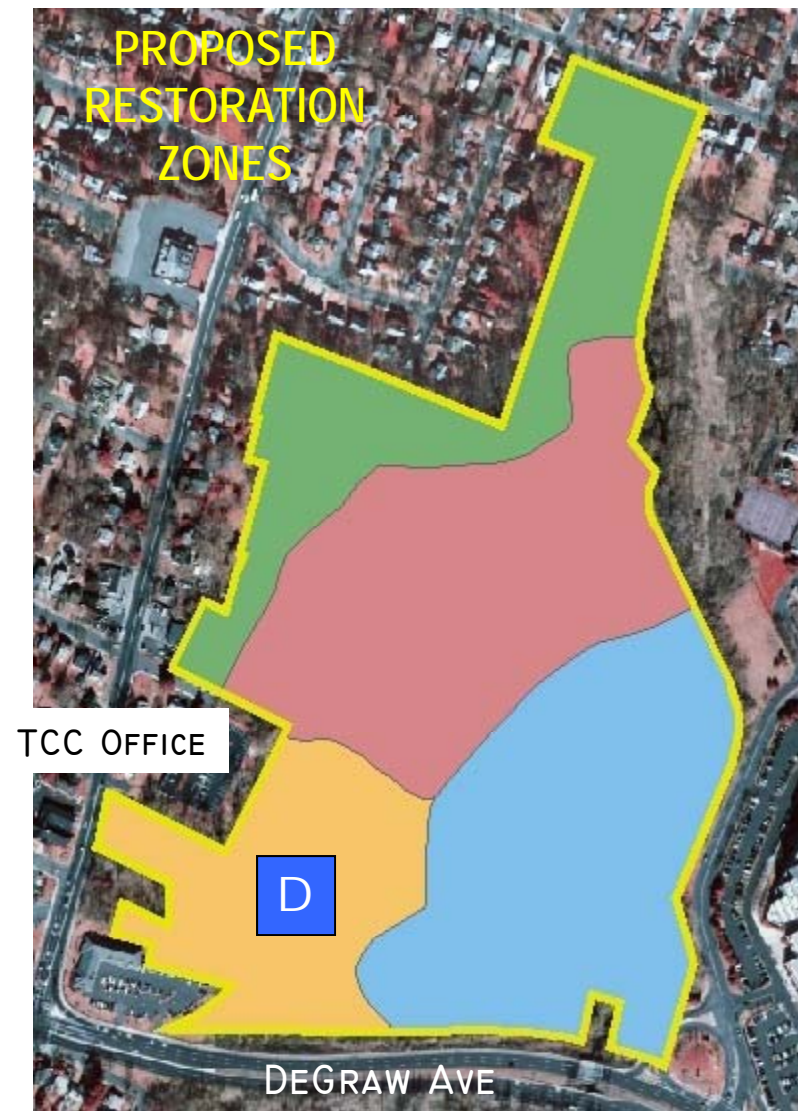 PROPOSED
RESTORATION
ZONES
TCC OFFICE
D
DEGRAW AVE